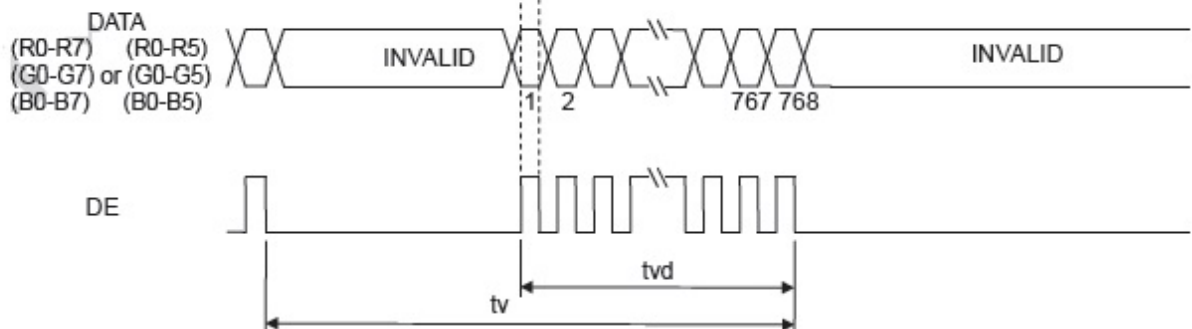 DATA
(R0-R7) (R0-R5)
(G0-G7) or (G0-G5)
(B0-B7) (B0-B5)
INVALID
INVALID
1 2 767 768
DE
tvd
tv